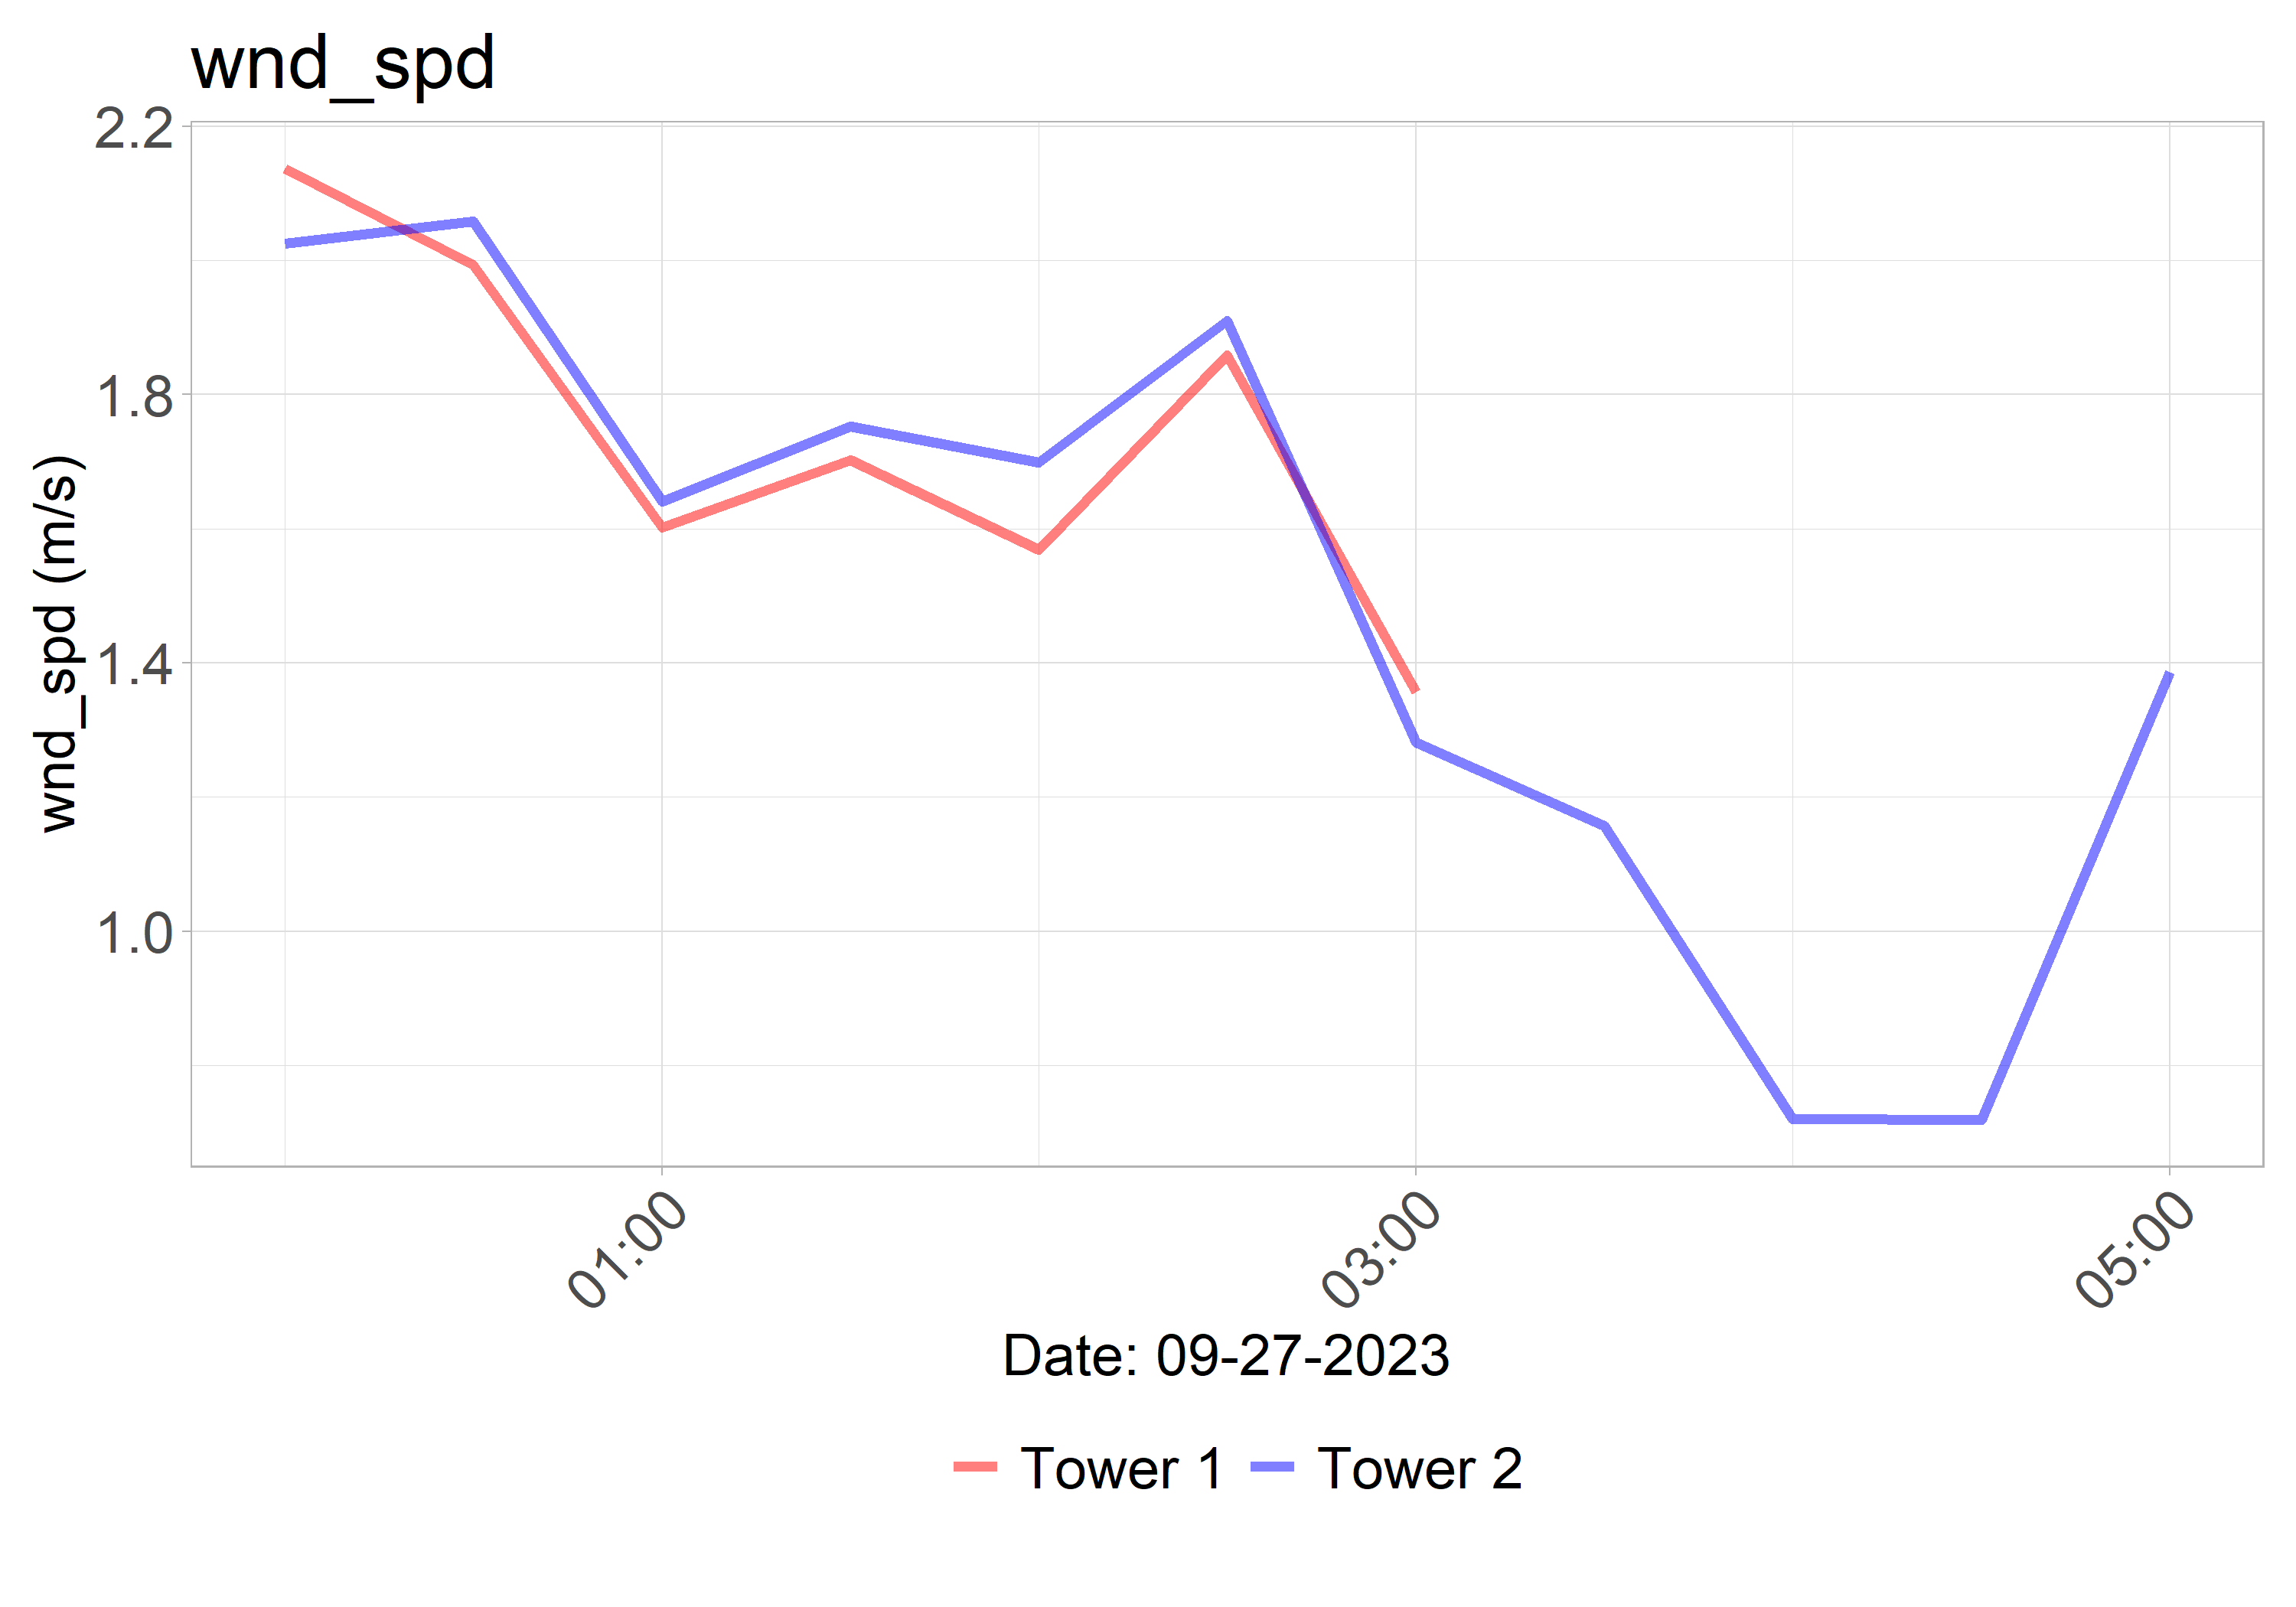 wnd_spd
wnd_spd (m/s)
2.2
1.8
1.4
1.0
01:00
03:00
05:00
Date: 09-27-2023
Tower 1
Tower 2